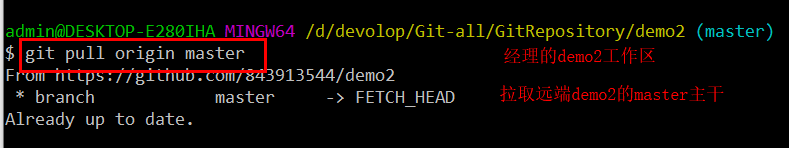 admin@DESKTOP-E280IHA MINGW64 /d/devolop/Git-all/GitRepository/demo2 (master)
$ git pull origin master
经理的demo2工作区
From https://github.com/843913544/demo2
* branch master -> FETCH_HEAD
拉取远端demo2的master主干
Already up to date.